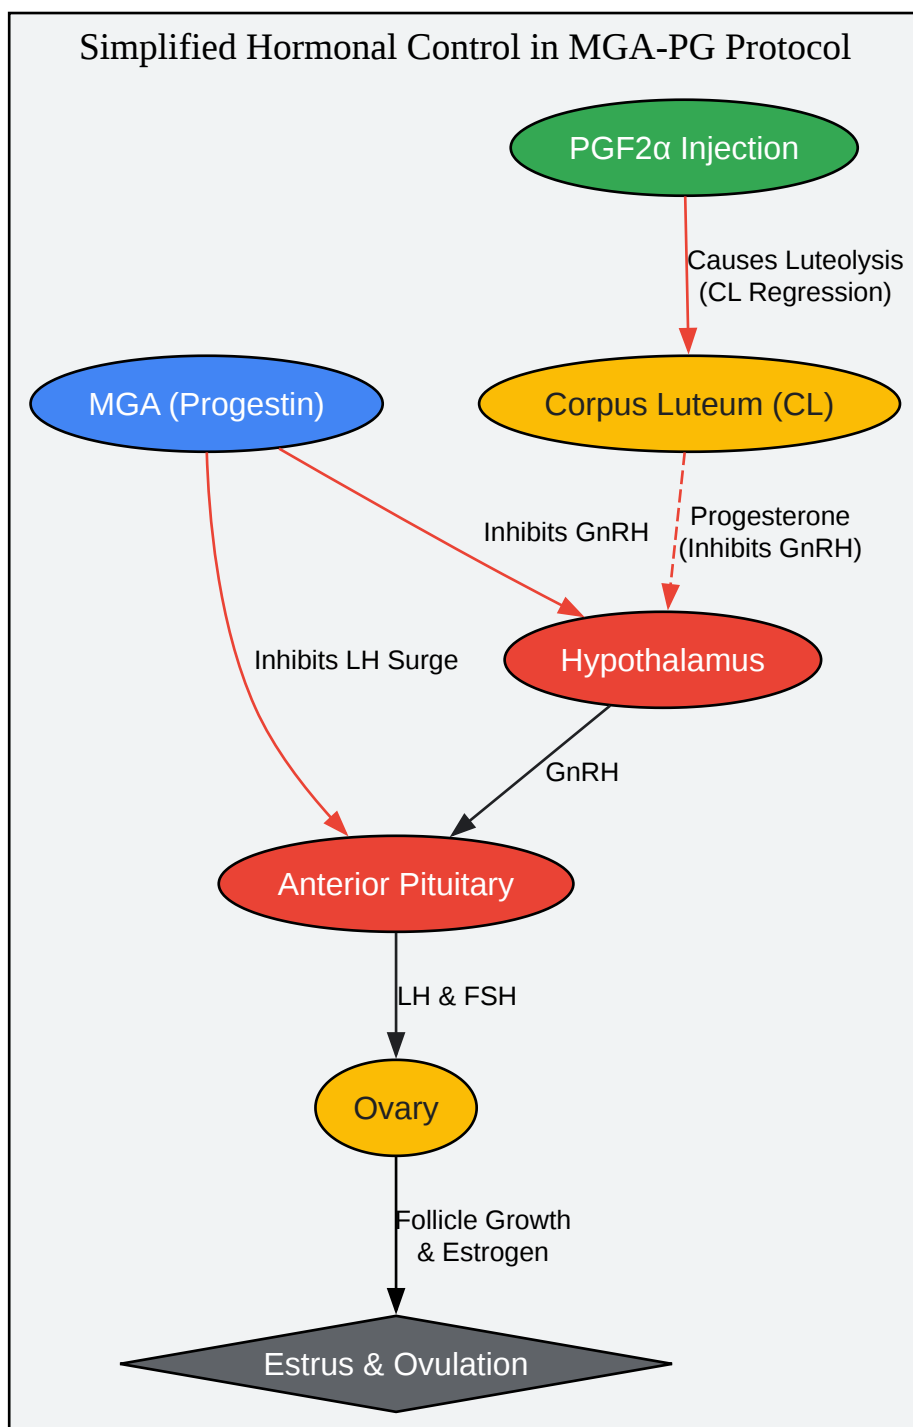 Simplified Hormonal Control in MGA-PG Protocol
PGF2α Injection
Causes Luteolysis
(CL Regression)
MGA (Progestin)
Corpus Luteum (CL)
Inhibits GnRH
Progesterone
(Inhibits GnRH)
Inhibits LH Surge
Hypothalamus
GnRH
Anterior Pituitary
LH & FSH
Ovary
Follicle Growth
& Estrogen
Estrus & Ovulation